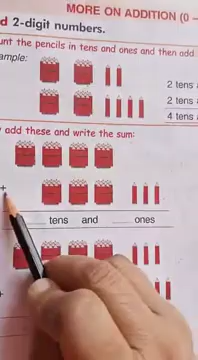 MORE ON ADDITION (0 –
d 2-digit numbers.
unt the pencils in tens and ones and then add
ample:
2 tens
2 tens
4 tens
add these and write the sum:
+
tens and ones